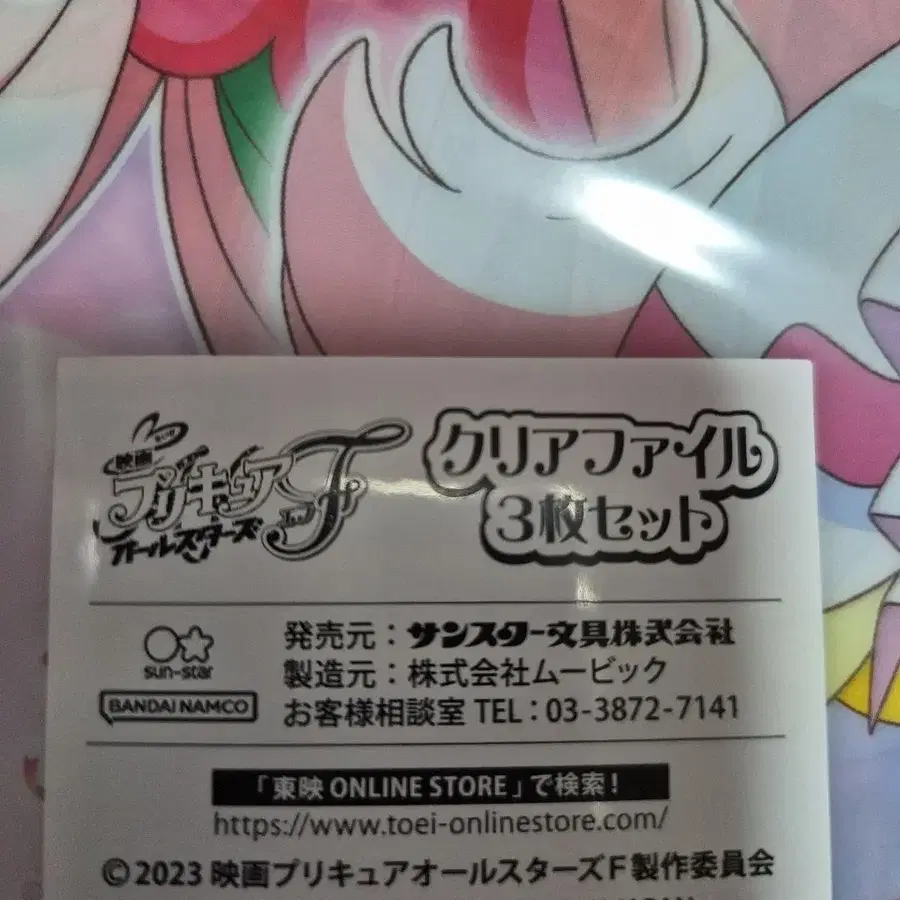 映画
プリキュア
オールスターズ F
クリアファイル
3枚セット
sun-star
BANDAI NAMCO
発売元：サンスター文具株式会社
製造元：株式会社ムービック
お客様相談室 TEL：03-3872-7141
「東映 ONLINE STORE」で検索！
https://www.toei-onlinestore.com/
©2023 映画プリキュアオールスターズF製作委員会